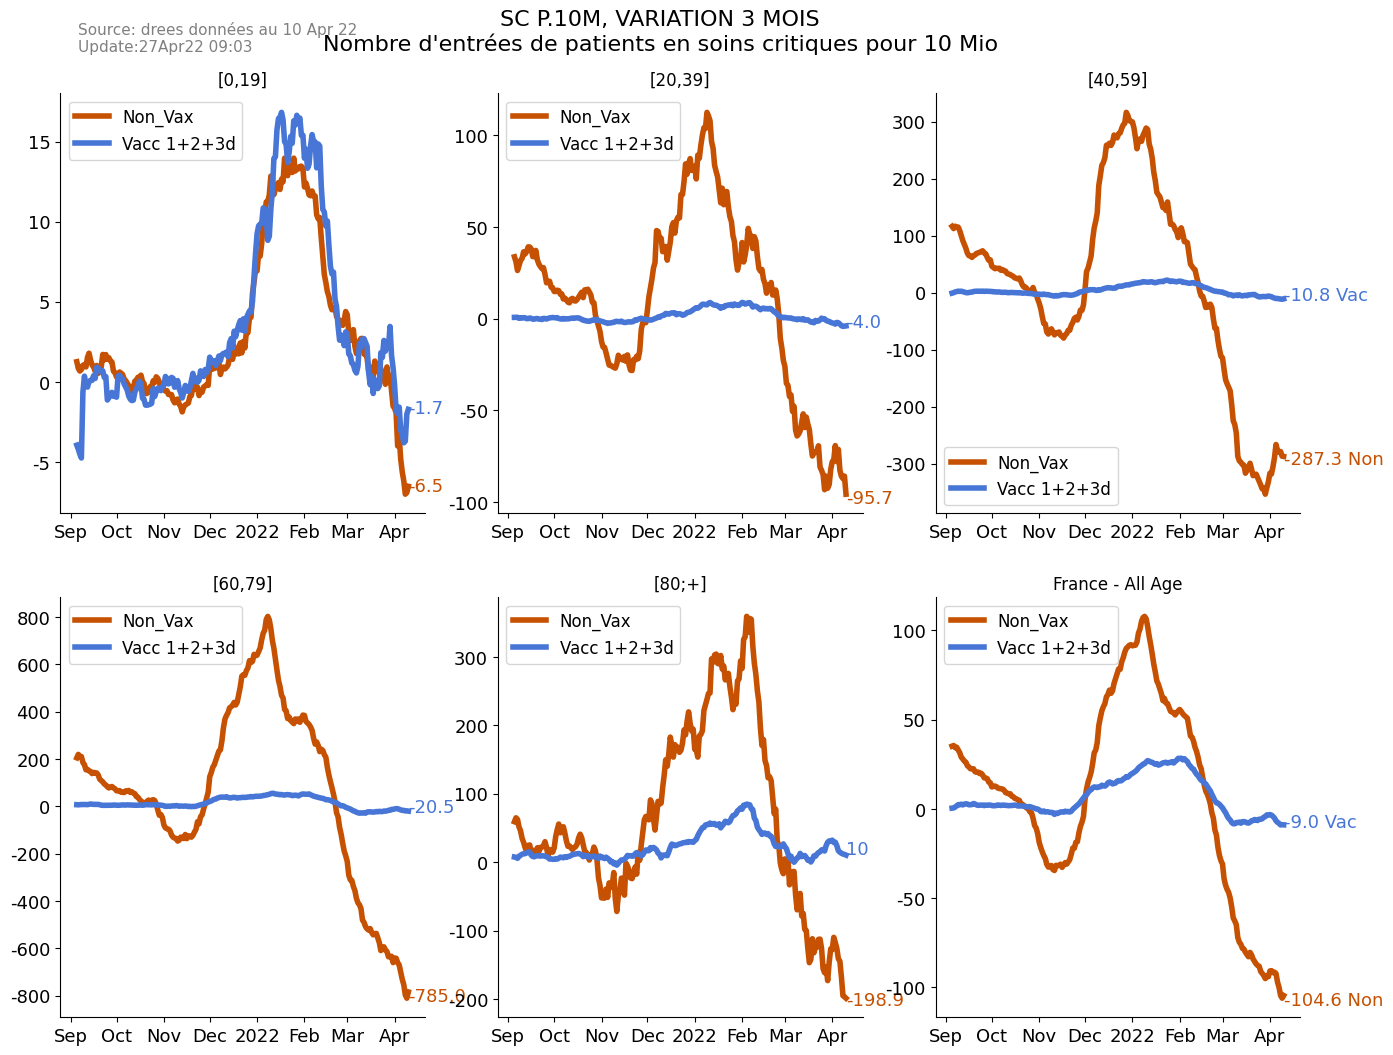 SC P.10M, VARIATION 3 MOIS
Nombre d'entrées de patients en soins critiques pour 10 Mio
Source: drees données au 10 Apr 22
Update:27Apr22 09:03
[0,19]
Non_Vax
Vacc 1+2+3d
15
10
5
0
-5
-1.7
-6.5
Sep Oct Nov Dec 2022 Feb Mar Apr
[20,39]
Non_Vax
Vacc 1+2+3d
100
50
0
-50
-100
-4.0
-95.7
Sep Oct Nov Dec 2022 Feb Mar Apr
[40,59]
300
200
100
0
-100
-200
-300
-10.8 Vac
-287.3 Non
Non_Vax
Vacc 1+2+3d
Sep Oct Nov Dec 2022 Feb Mar Apr
[60,79]
Non_Vax
Vacc 1+2+3d
800
600
400
200
0
-200
-400
-600
-800
-20.5
-785.0
Sep Oct Nov Dec 2022 Feb Mar Apr
[80;+]
Non_Vax
Vacc 1+2+3d
300
200
100
0
-100
-200
10
-198.9
Sep Oct Nov Dec 2022 Feb Mar Apr
France - All Age
Non_Vax
Vacc 1+2+3d
100
50
0
-50
-100
-9.0 Vac
-104.6 Non
Sep Oct Nov Dec 2022 Feb Mar Apr